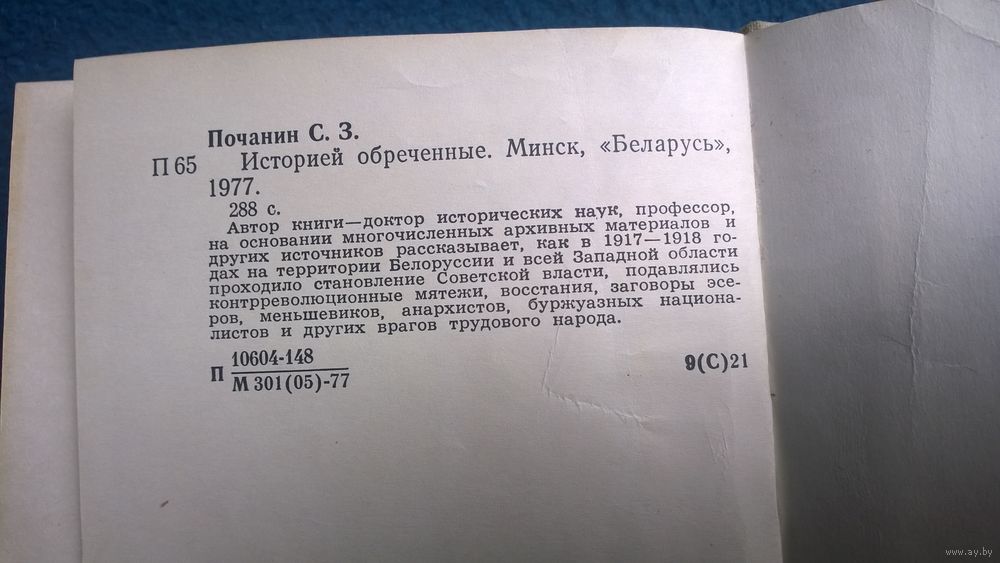 Почанин С. З.
П 65 Историей обреченные. Минск, «Беларусь»,
1977.
288 с.
Автор книги—доктор исторических наук, профессор,
на основании многочисленных архивных материалов и
других источников рассказывает, как в 1917—1918 го-
дах на территории Белоруссии и всей Западной области
проходило становление Советской власти, подавлялись
контрреволюционные мятежи, восстания, заговоры эсе-
ров, меньшевиков, анархистов, буржуазных национа-
листов и других врагов трудового народа.
П 10604-148
М 301(05)-77
9(С)21
www.ay.by